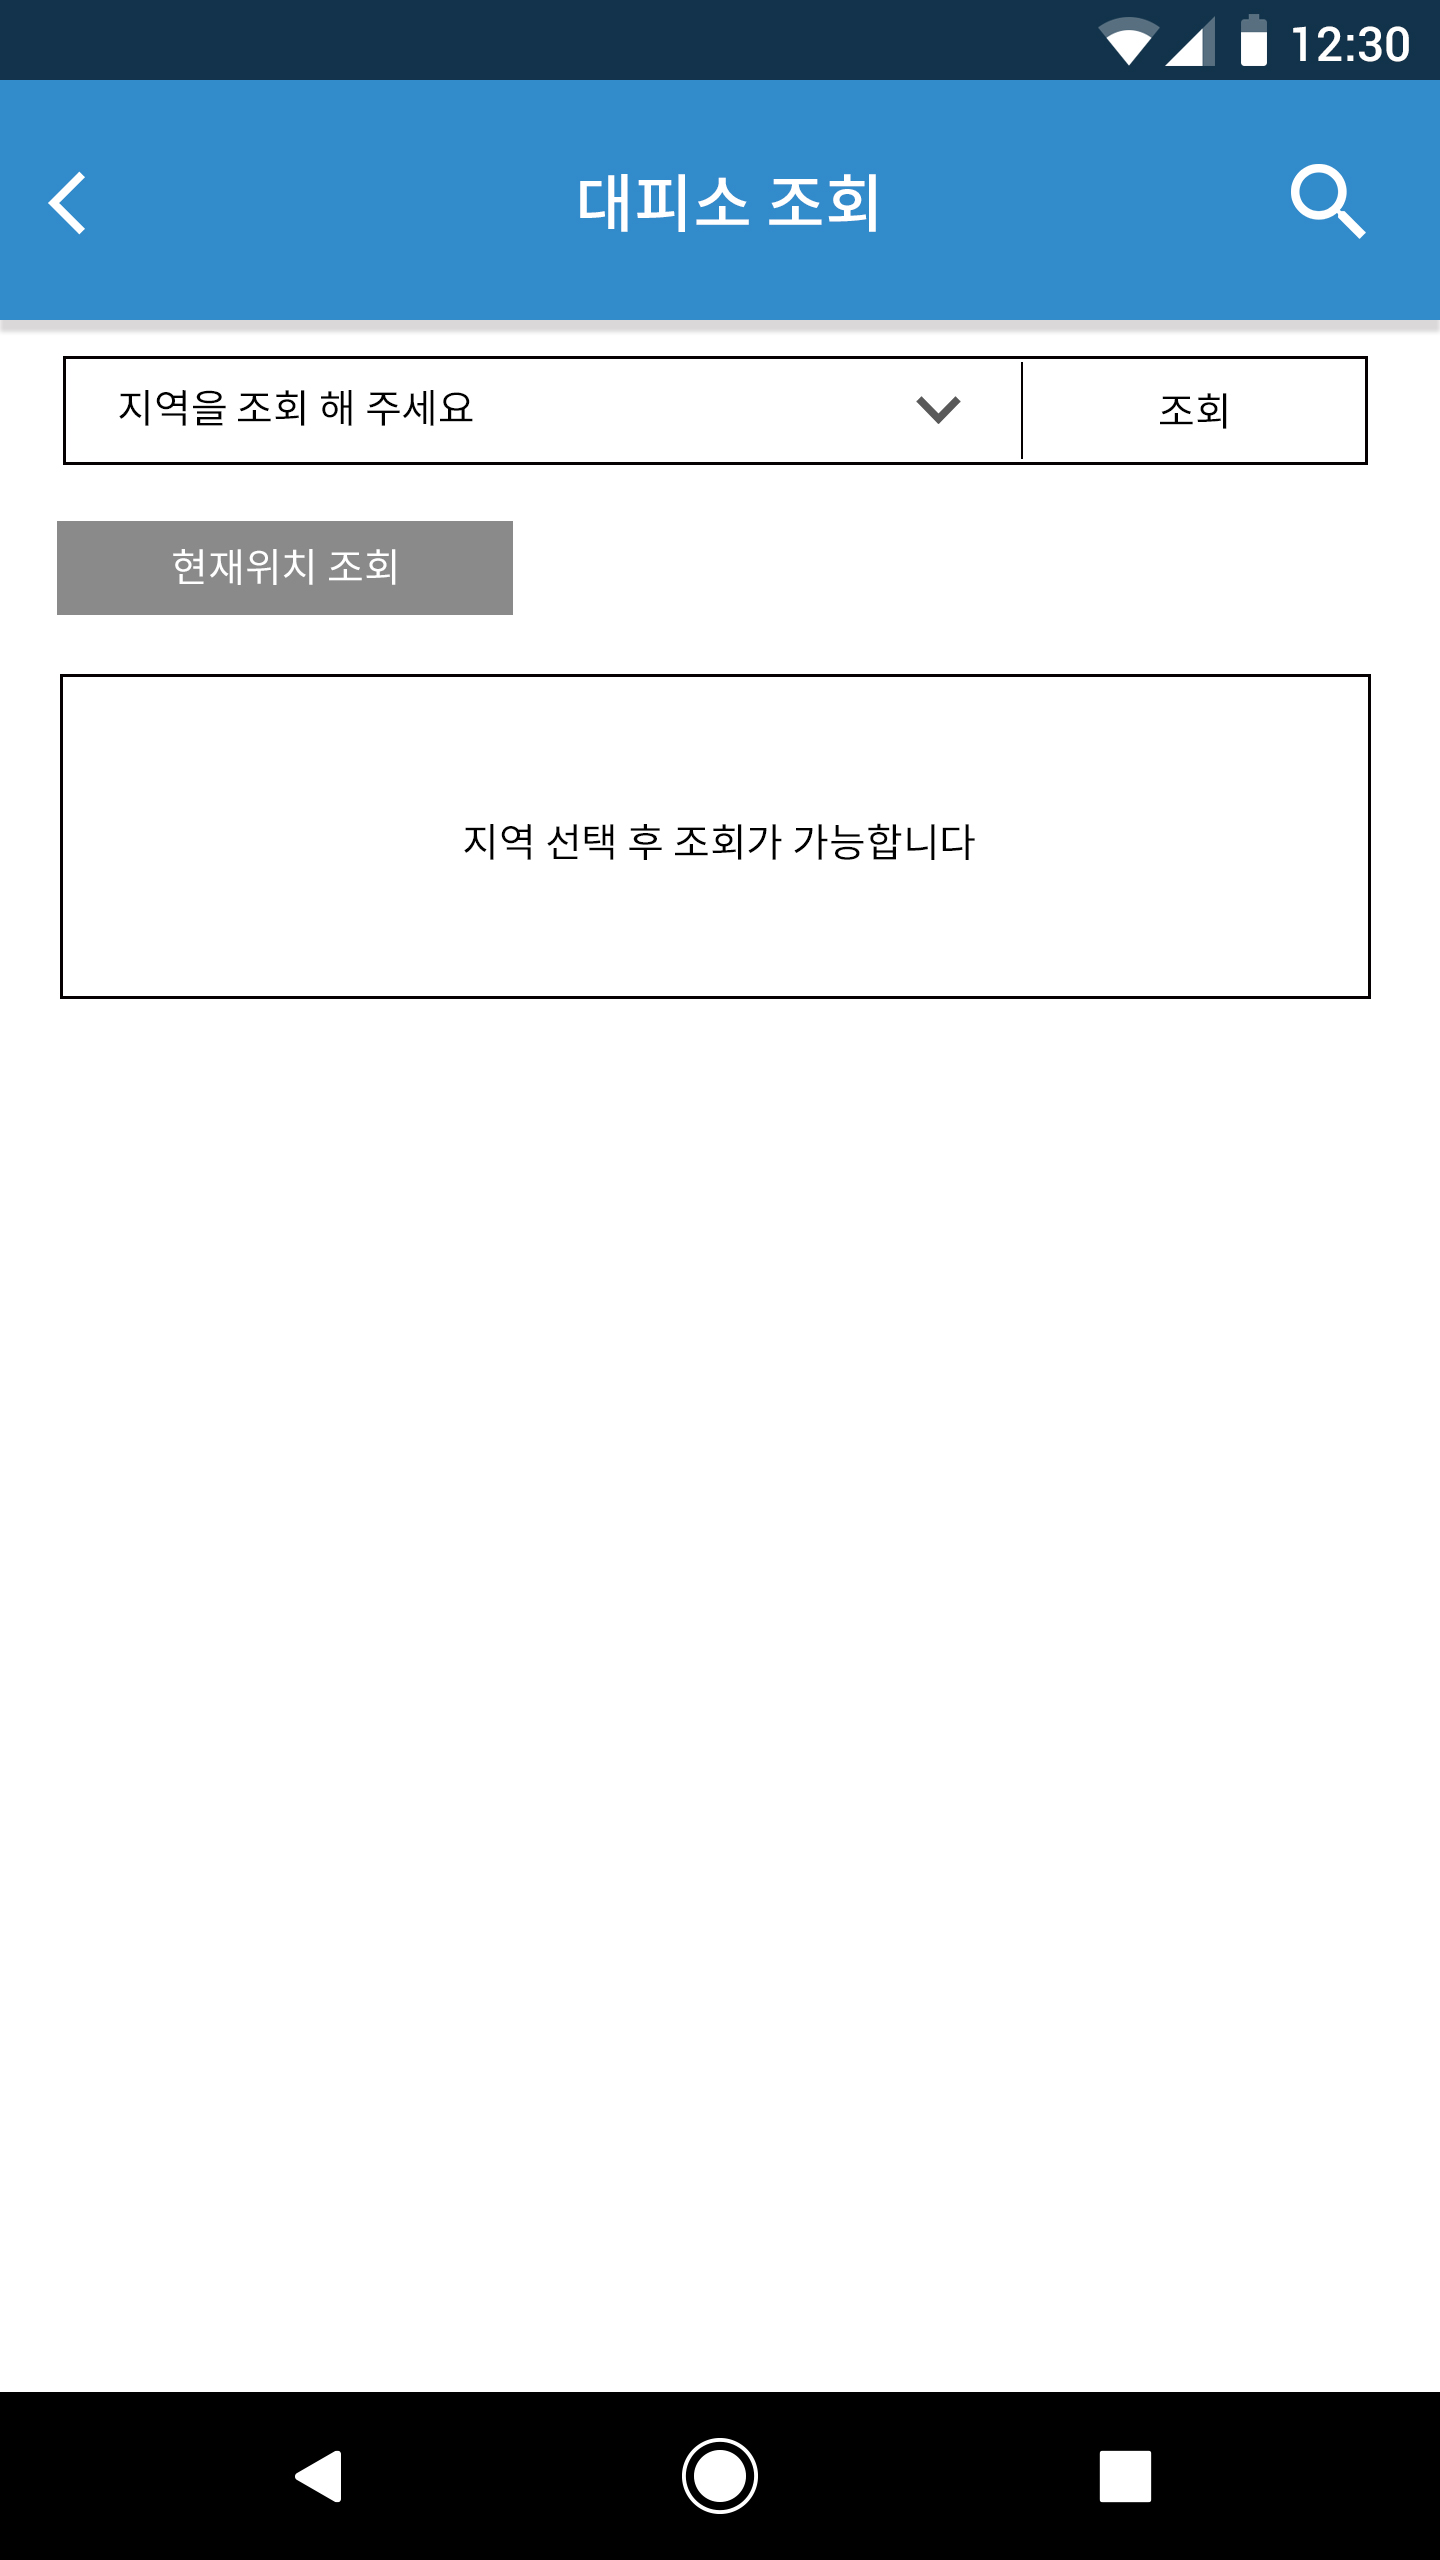 12:30
대피소 조회
지역을 조회 해 주세요
조회
현재위치 조회
지역 선택 후 조회가 가능합니다